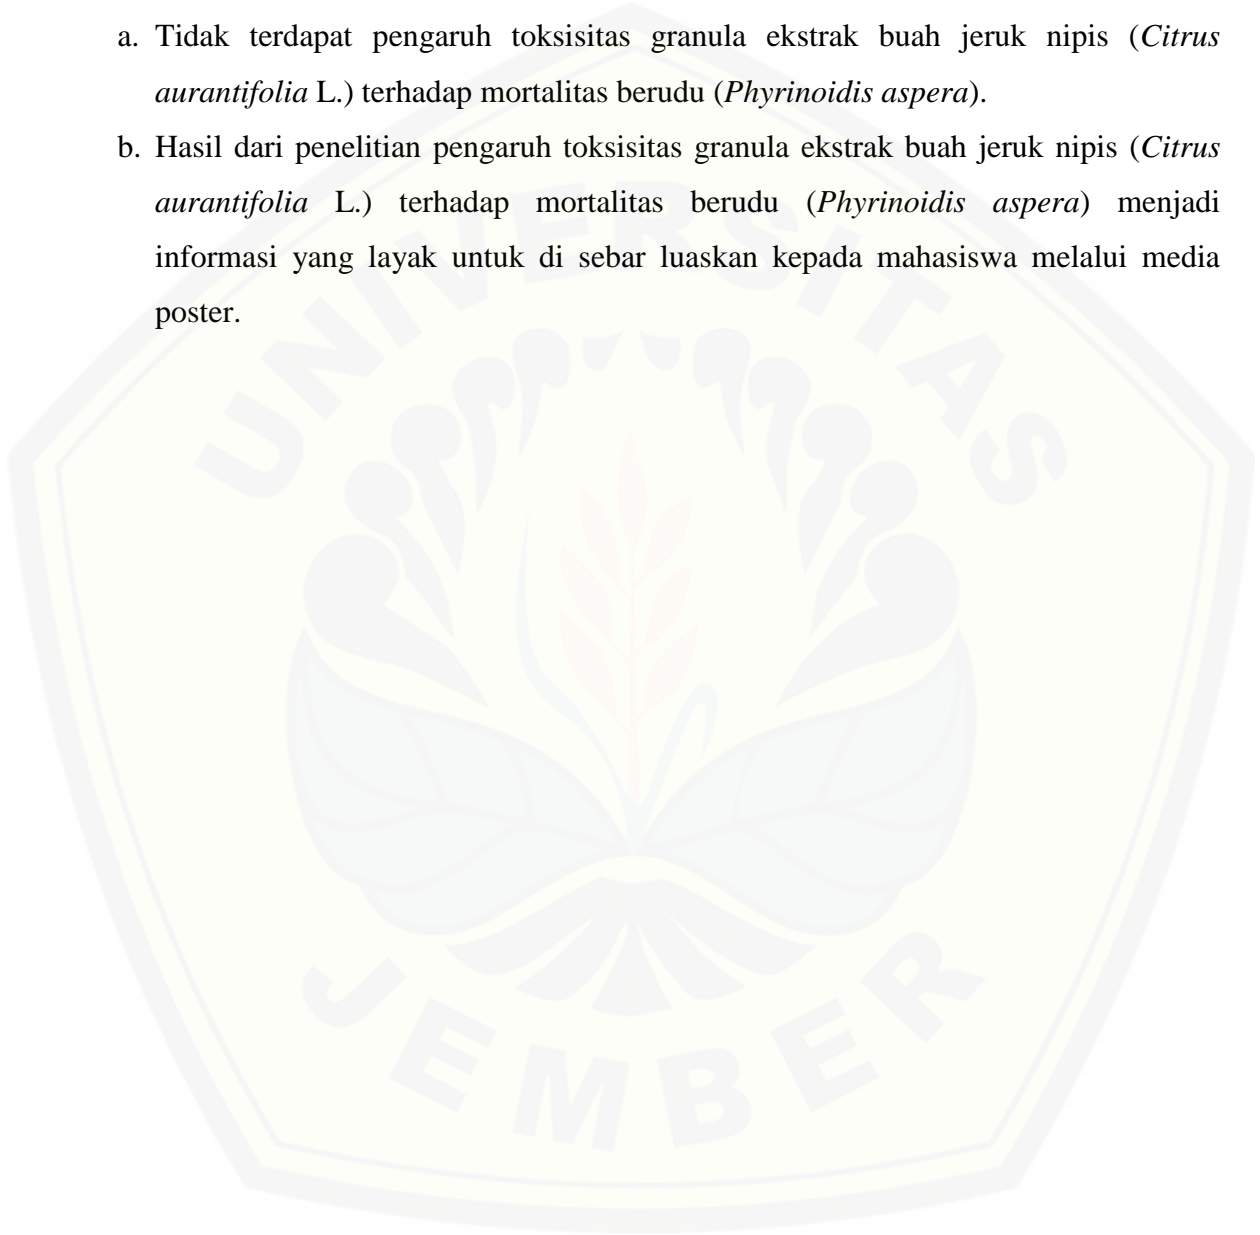 a. Tidak terdapat pengaruh toksisitas granula ekstrak buah jeruk nipis (Citrus
aurantifolia L.) terhadap mortalitas berudu (Phyrinoidis aspera).
b. Hasil dari penelitian pengaruh toksisitas granula ekstrak buah jeruk nipis (Citrus
aurantifolia L.) terhadap mortalitas berudu (Phyrinoidis aspera) menjadi
informasi yang layak untuk di sebar luaskan kepada mahasiswa melalui media
poster.
UNIVERSITAS
JEMBER